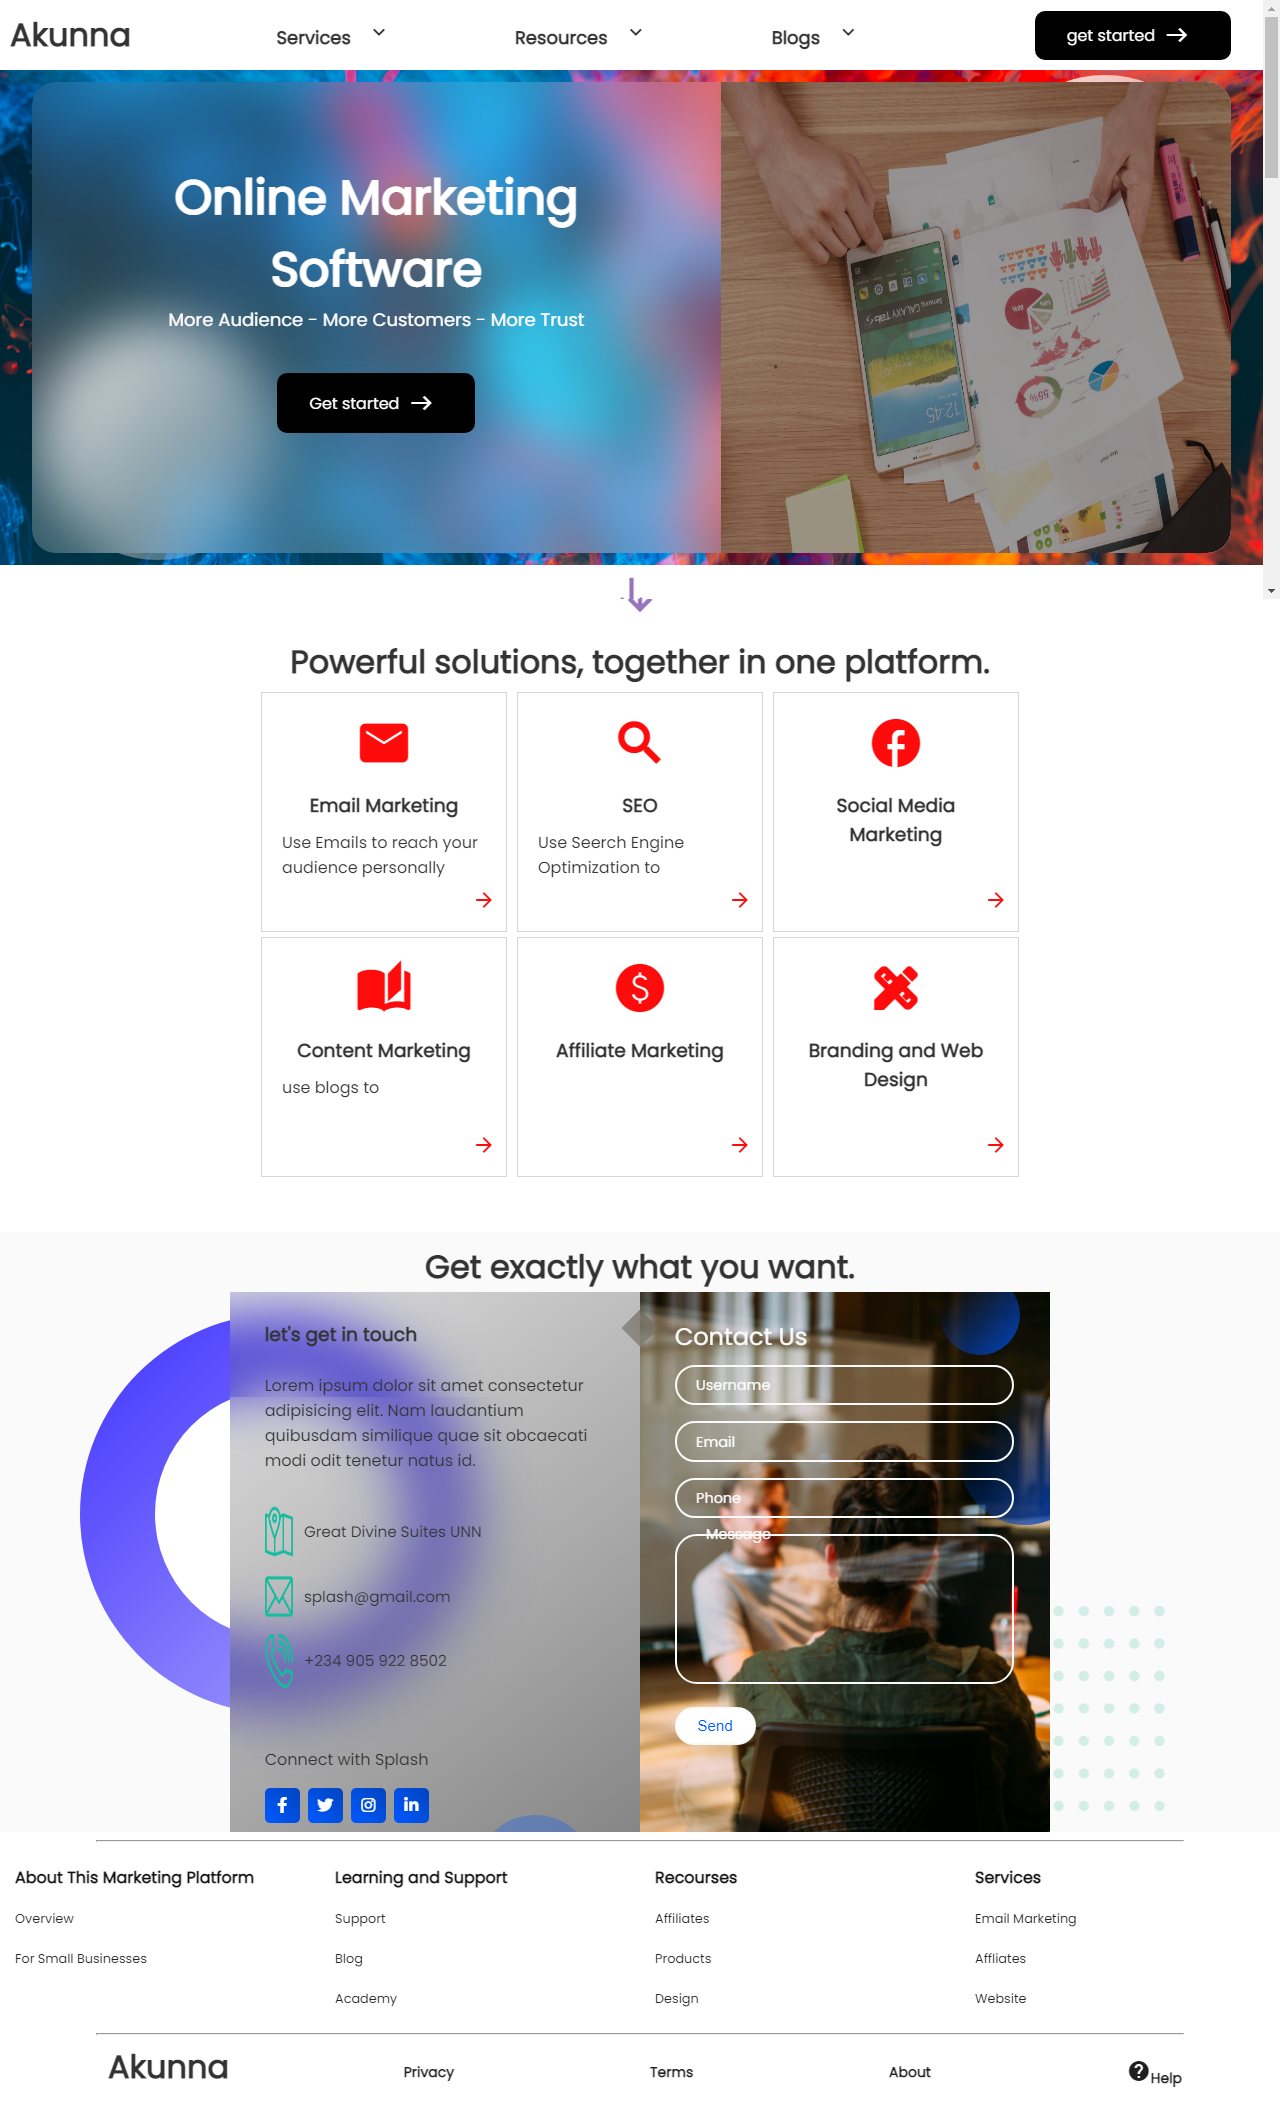 Akunna
Services
Resources
Blogs
get started
Online Marketing
Software
More Audience - More Customers - More Trust
Get started
Samsung GALAXY Tab S
12:45
55%
Powerful solutions, together in one platform.
Email Marketing
Use Emails to reach your
audience personally
SEO
Use Seerch Engine
Optimization to
Social Media
Marketing
Content Marketing
use blogs to
Affiliate Marketing
Branding and Web
Design
Get exactly what you want.
let's get in touch
Lorem ipsum dolor sit amet consectetur
adipisicing elit. Nam laudantium
quibusdam similique quae sit obcaecati
modi odit tenetur natus id.
Great Divine Suites UNN
splash@gmail.com
+234 905 922 8502
Connect with Splash
Contact Us
Username
Email
Phone
Message
Send
About This Marketing Platform
Overview
For Small Businesses
Learning and Support
Support
Blog
Academy
Recourses
Affiliates
Products
Design
Services
Email Marketing
Affliates
Website
Akunna
Privacy
Terms
About
Help